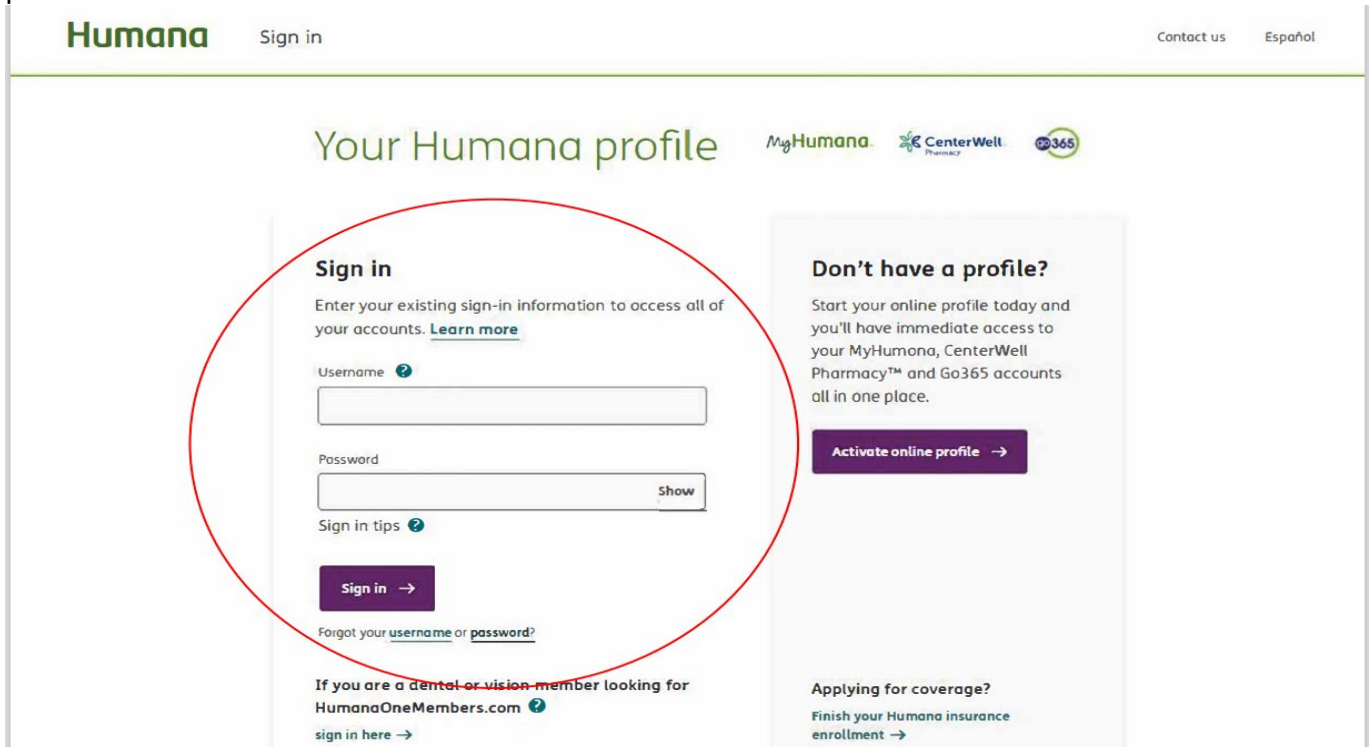 Humana Sign in Contact us Español
Your Humana profile MyHumana. CenterWell Pharmacy go365
Sign in
Enter your existing sign-in information to access all of
your accounts. Learn more
Username ?
Password
Show
Sign in tips ?
Sign in →
Forgot your username or password?
If you are a dental or vision member looking for
HumanaOneMembers.com ?
sign in here →
Don't have a profile?
Start your online profile today and
you'll have immediate access to
your MyHumana, CenterWell
Pharmacy™ and Go365 accounts
all in one place.
Activate online profile →
Applying for coverage?
Finish your Humana insurance
enrollment →